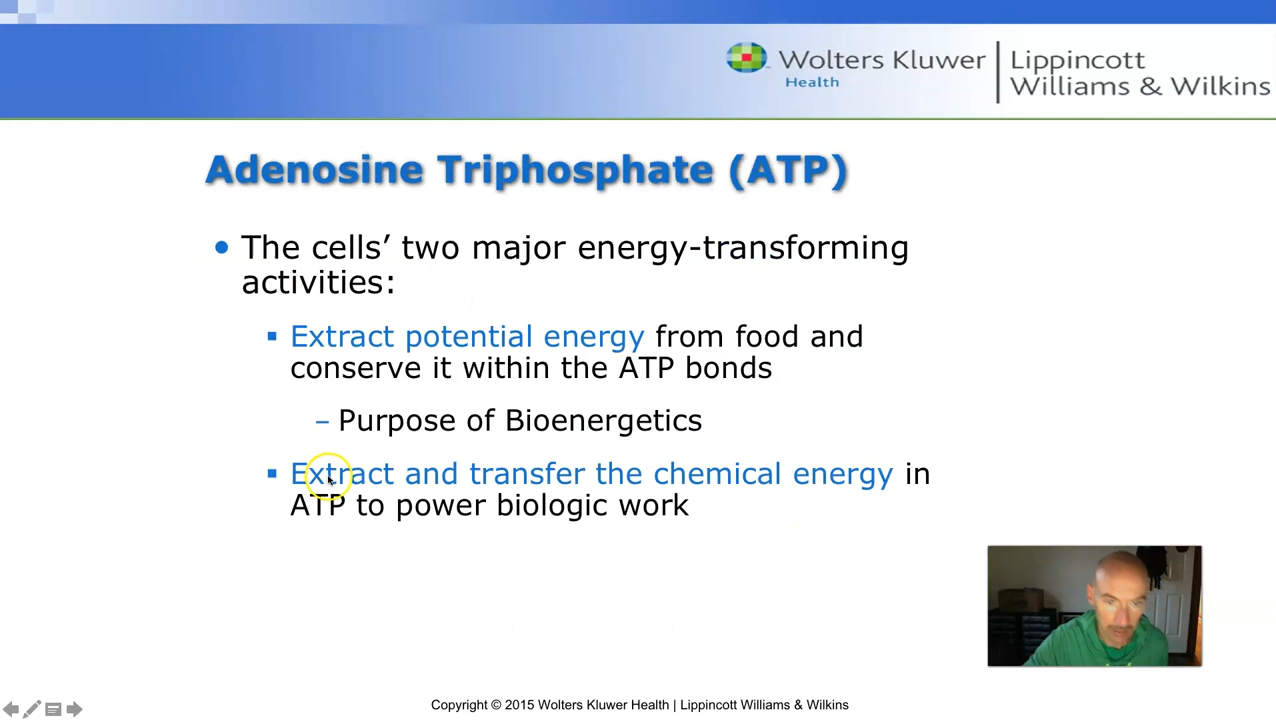 Wolters Kluwer
Health
Lippincott
Williams & Wilkins
Adenosine Triphosphate (ATP)
• The cells’ two major energy-transforming
activities:
▪ Extract potential energy from food and
conserve it within the ATP bonds
– Purpose of Bioenergetics
▪ Extract and transfer the chemical energy in
ATP to power biologic work
Copyright © 2015 Wolters Kluwer Health | Lippincott Williams & Wilkins